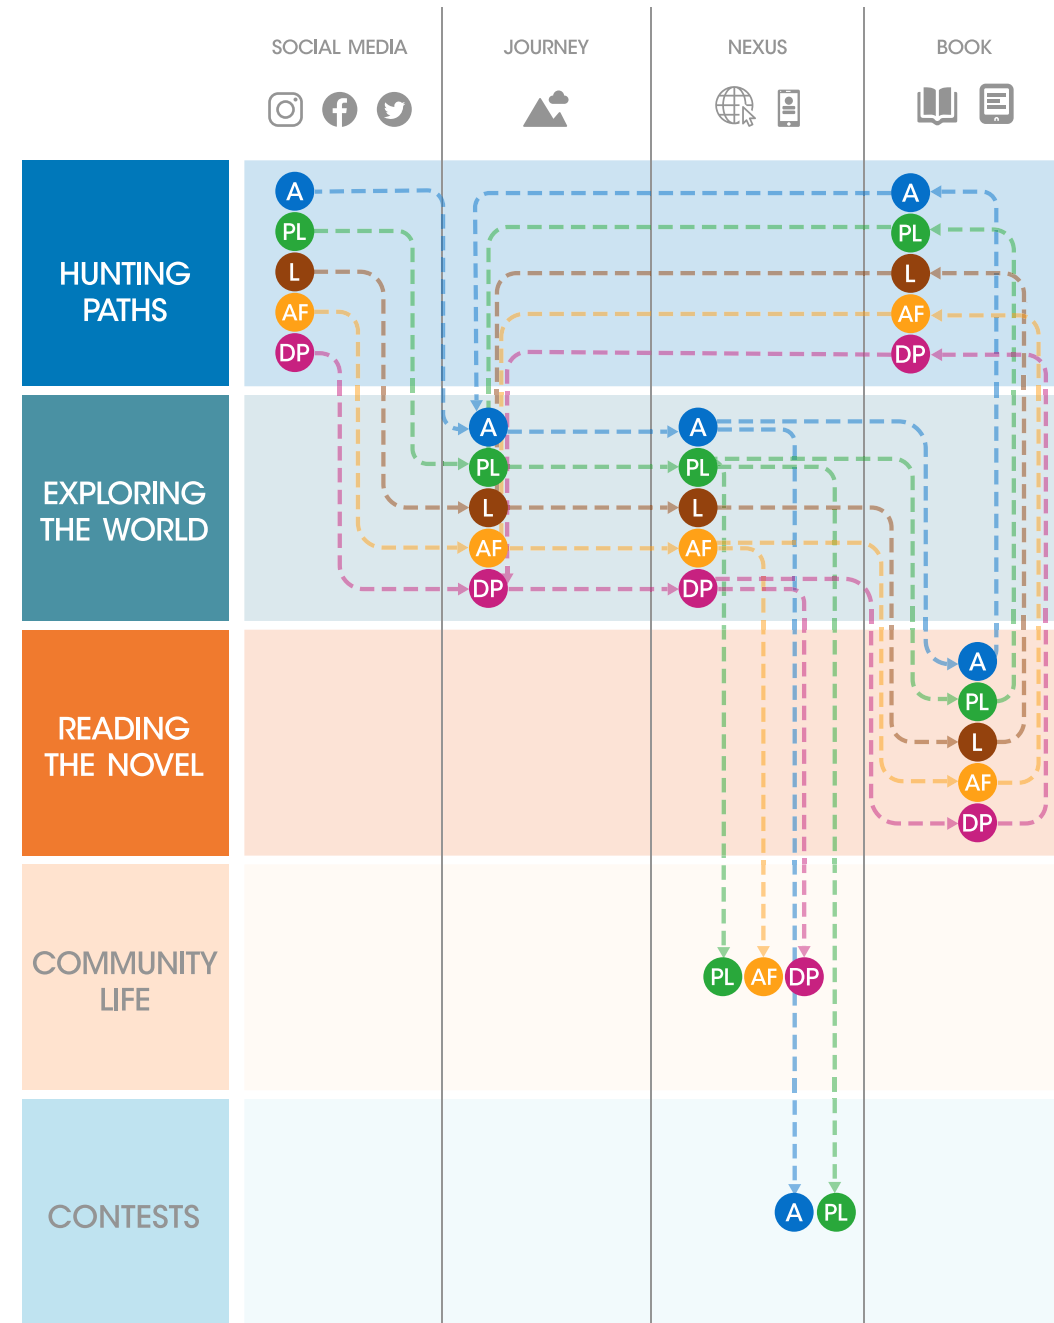 SOCIAL MEDIA
JOURNEY
NEXUS
BOOK
HUNTING
PATHS
A
PL
L
AF
DP
A
PL
L
AF
DP
EXPLORING
THE WORLD
A
PL
L
AF
DP
A
PL
L
AF
DP
READING
THE NOVEL
A
PL
L
AF
DP
COMMUNITY
LIFE
PL AF DP
CONTESTS
A PL